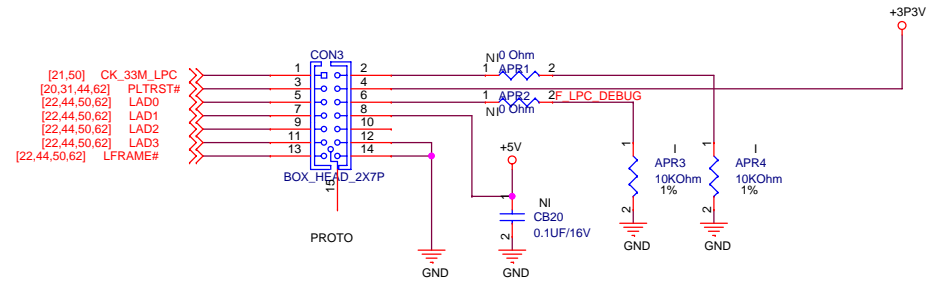 +3P3V
CON3
NI 0 Ohm
[21,50] CK_33M_LPC 1 2 1 APR1 2
[20,31,44,62] PLTRST# 3 4
[22,44,50,62] LAD0 5 6 1 APR2 2 F_LPC_DEBUG
[22,44,50,62] LAD1 7 8 NI 0 Ohm
[22,44,50,62] LAD2 9 10
[22,44,50,62] LAD3 11 12
[22,44,50,62] LFRAME# 13 14
BOX_HEAD_2X7P
15
PROTO
+5V
1 NI
CB20
2 0.1UF/16V
1 I
APR3
10KOhm
1%
2
1 I
APR4
10KOhm
1%
2
GND
GND
GND
GND